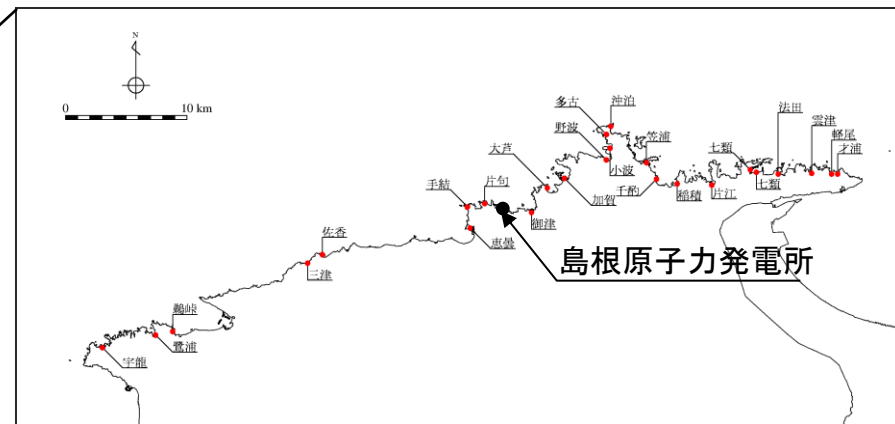 N
0 10 km
沖泊
多古
野波
小波
笠浦
法田
雲津
軽尾
才浦
七類
七類
大芦
手結
片句
加賀
千酌
稲積
片江
御津
恵曇
島根原子力発電所
佐香
三津
鵜峠
鷺浦
宇龍